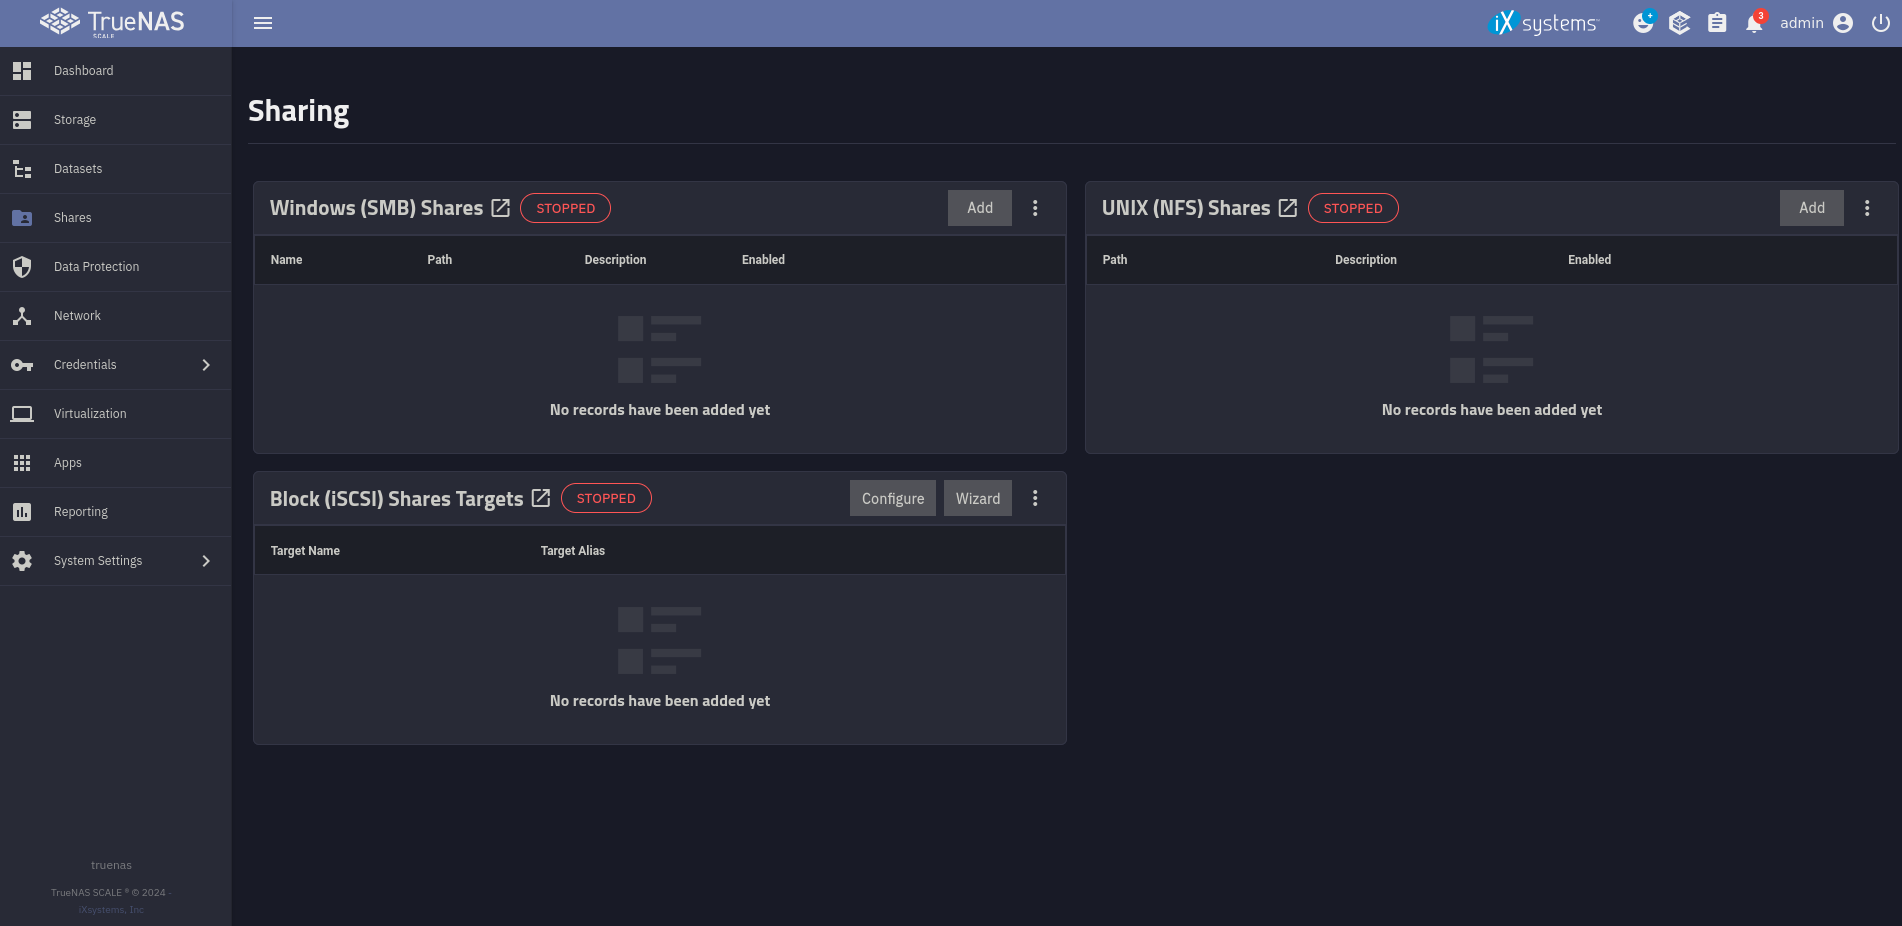 TrueNAS
SCALE
iXsystems
+
3
admin
Dashboard
Storage
Datasets
Shares
Data Protection
Network
Credentials
Virtualization
Apps
Reporting
System Settings
truenas
TrueNAS SCALE ® © 2024 -
iXsystems, Inc
Sharing
Windows (SMB) Shares STOPPED Add
Name Path Description Enabled
No records have been added yet
UNIX (NFS) Shares STOPPED Add
Path Description Enabled
No records have been added yet
Block (iSCSI) Shares Targets STOPPED Configure Wizard
Target Name Target Alias
No records have been added yet